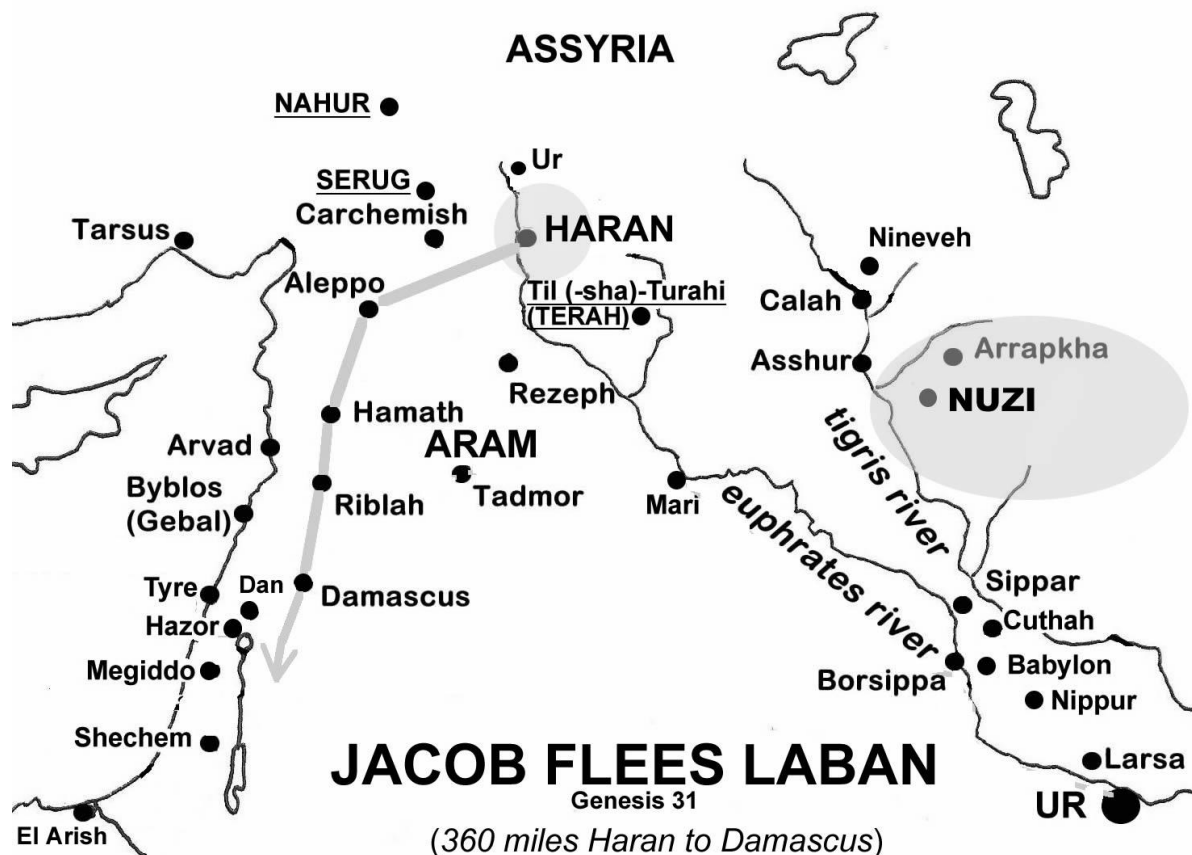 ASSYRIA
NAHUR
Ur
SERUG
Carchemish
HARAN
Tarsus
Nineveh
Aleppo
Til (-sha)-Turahi
(TERAH)
Calah
Asshur
Arrapkha
Rezeph
NUZI
Hamath
ARAM
Arvad
tigris river
Byblos
(Gebal)
Riblah
Tadmor
Mari
euphrates river
Tyre
Dan
Damascus
Sippar
Hazor
Cuthah
Megiddo
Borsippa
Babylon
Nippur
Shechem
JACOB FLEES LABAN
Larsa
Genesis 31
UR
El Arish
(360 miles Haran to Damascus)